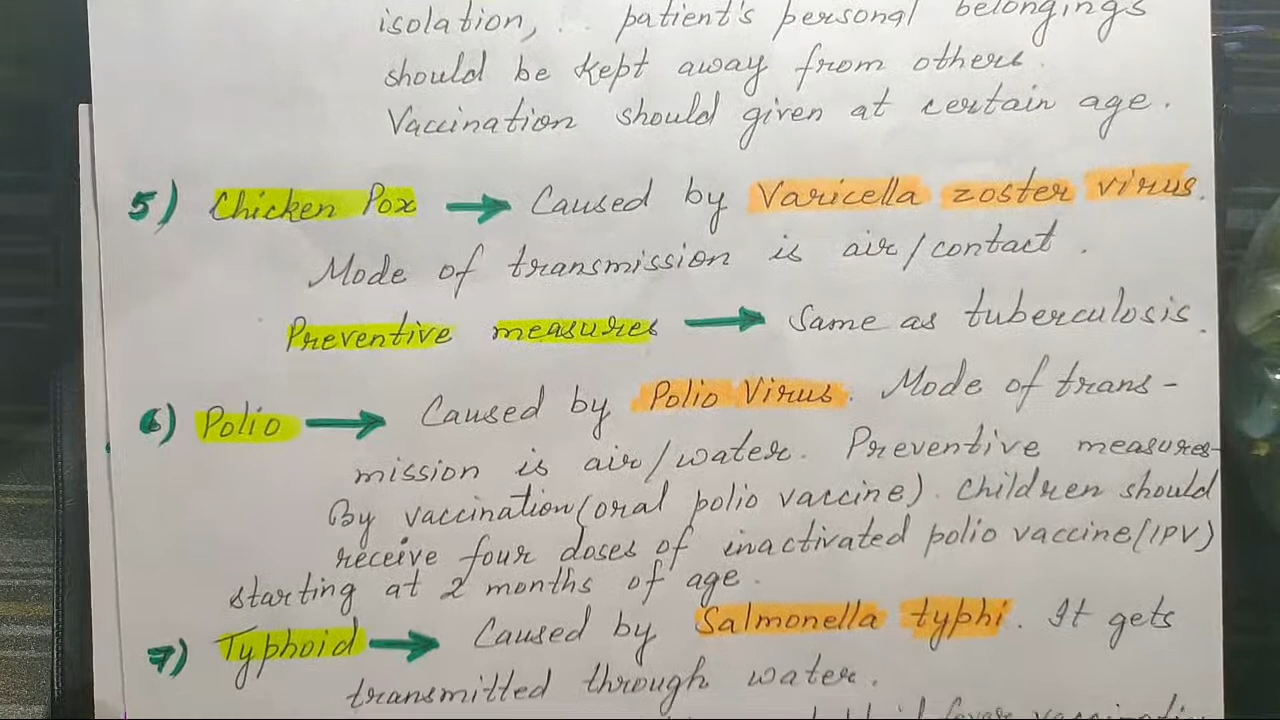 isolation, .. patient's personal belongings
should be kept away from others.
Vaccination should given at certain age.
5) Chicken Pox → Caused by Varicella zoster virus.
Mode of transmission is air/contact.
Preventive measures → Same as tuberculosis.
6) Polio → Caused by Polio Virus. Mode of trans-
mission is air/water. Preventive measures-
By vaccination (oral polio vaccine). Children should
receive four doses of inactivated polio vaccine (IPV)
starting at 2 months of age.
7) Typhoid → Caused by Salmonella typhi. It gets
transmitted through water.